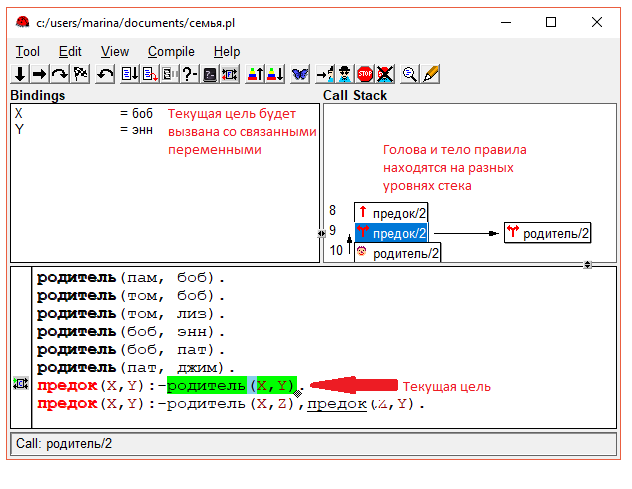 c:/users/marina/documents/семья.pl
Tool Edit View Compile Help
Bindings
Call Stack
X = боб
Y = энн
Текущая цель будет
вызвана со связанными
переменными
Голова и тело правила
находятся на разных
уровнях стека
8 предок/2
9 предок/2 родитель/2
10 родитель/2
родитель(пам, боб).
родитель(том, боб).
родитель(том, лиз).
родитель(боб, энн).
родитель(боб, пат).
родитель(пат, джим).
предок(X,Y):-родитель(X,Y).
Текущая цель
предок(X,Y):-родитель(X,Z),предок(Z,Y).
Call: родитель/2